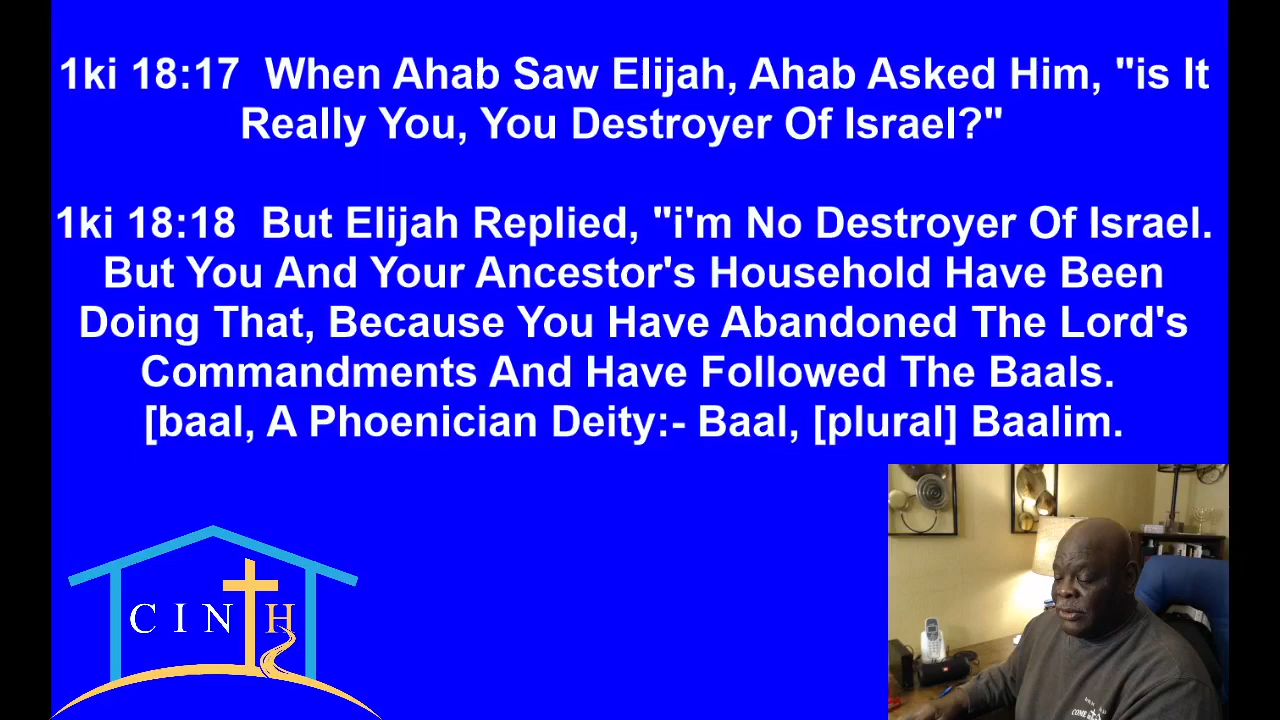 1ki 18:17  When Ahab Saw Elijah, Ahab Asked Him, "is It
Really You, You Destroyer Of Israel?"
1ki 18:18  But Elijah Replied, "i'm No Destroyer Of Israel.
But You And Your Ancestor's Household Have Been
Doing That, Because You Have Abandoned The Lord's
Commandments And Have Followed The Baals.
[baal, A Phoenician Deity:- Baal, [plural] Baalim.
C I N H
COME